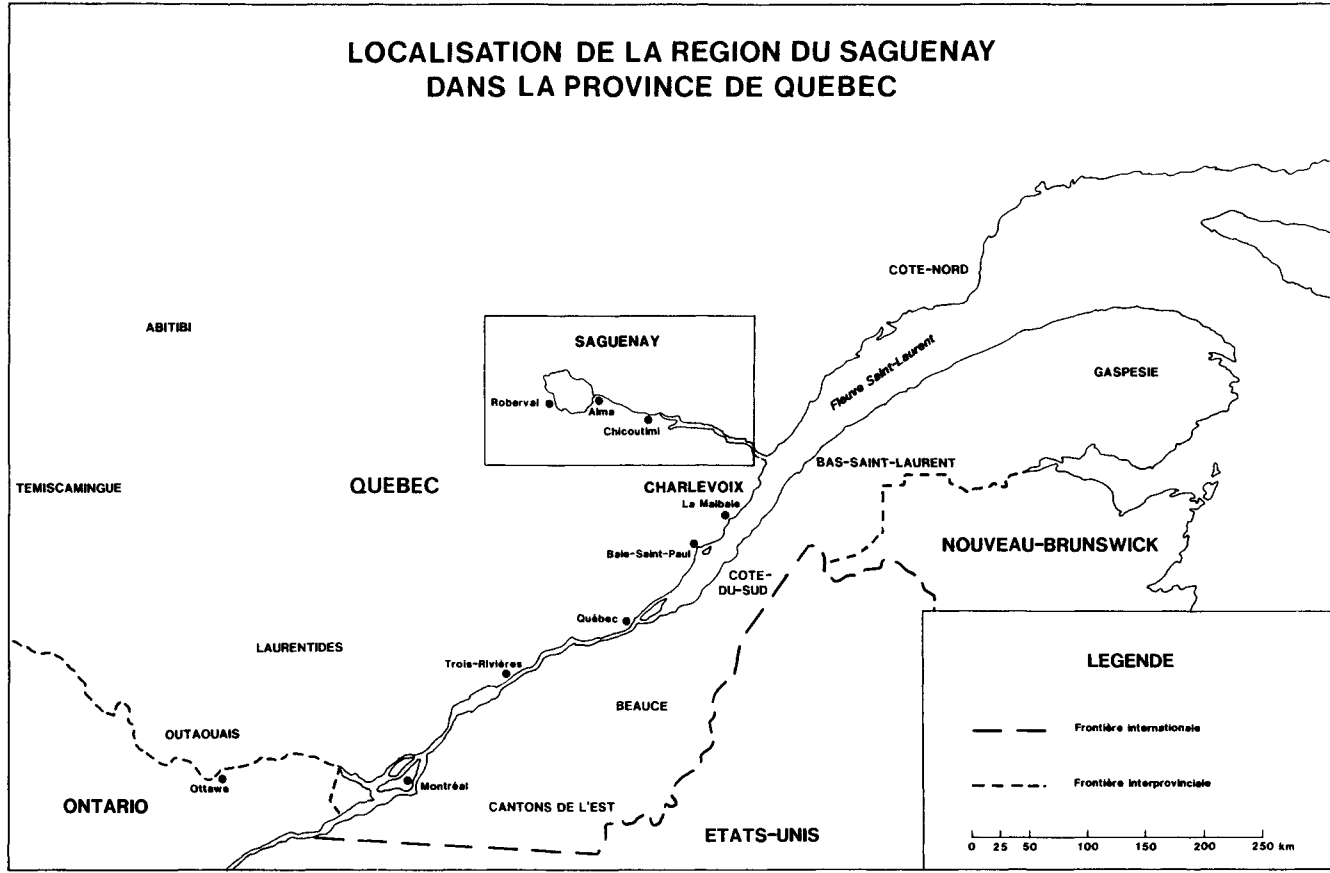 LOCALISATION DE LA REGION DU SAGUENAY
DANS LA PROVINCE DE QUEBEC
COTE-NORD
ABITIBI
SAGUENAY
Fleuve Saint-Laurent
GASPESIE
Roberval
Alma
Chicoutimi
BAS-SAINT-LAURENT
TEMISCAMINGUE
QUEBEC
CHARLEVOIX
La Malbaie
NOUVEAU-BRUNSWICK
Baie-Saint-Paul
COTE-
DU-SUD
Québec
LAURENTIDES
Trois-Rivières
LEGENDE
BEAUCE
Frontière internationale
OUTAOUAIS
Ottawa
Montréal
Frontière interprovinciale
ONTARIO
CANTONS DE L'EST
ETATS-UNIS
0 25 50 100 150 200 250 km